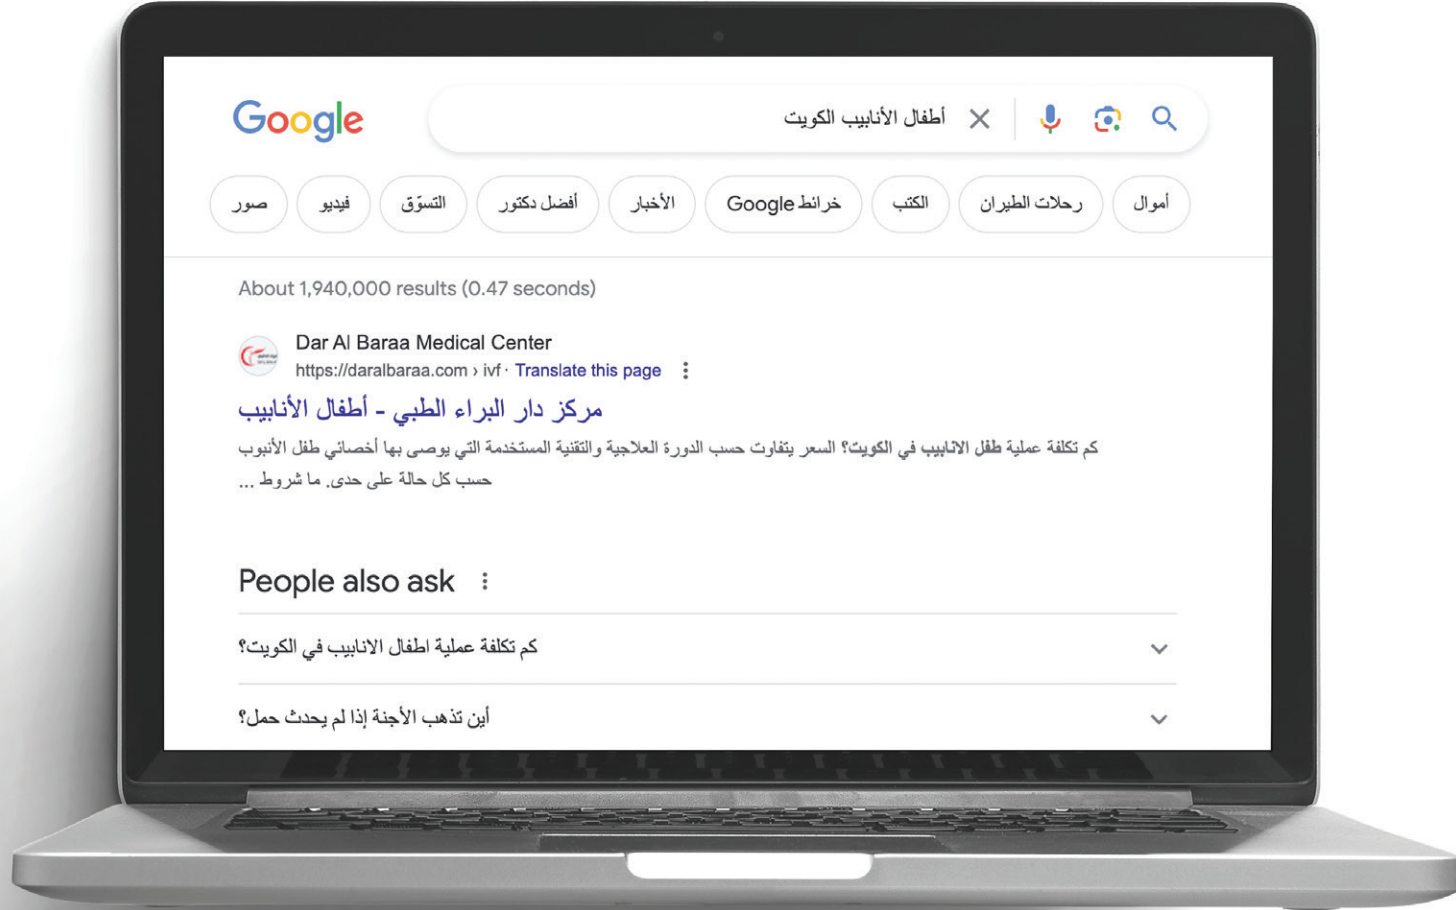 Google
أطفال الأنابيب الكويت
صور
فيديو
التسوّق
أفضل دكتور
الأخبار
خرائط Google
الكتب
رحلات الطيران
أموال
About 1,940,000 results (0.47 seconds)
Dar Al Baraa Medical Center
https://daralbaraa.com › ivf · Translate this page
مركز دار البراء الطبي - أطفال الأنابيب
كم تكلفة عملية طفل الانابيب في الكويت؟ السعر يتفاوت حسب الدورة العلاجية والتقنية المستخدمة التي يوصى بها أخصائي طفل الأنبوب
حسب كل حالة على حدى. ما شروط ...
People also ask
كم تكلفة عملية اطفال الانابيب في الكويت؟
أين تذهب الأجنة إذا لم يحدث حمل؟